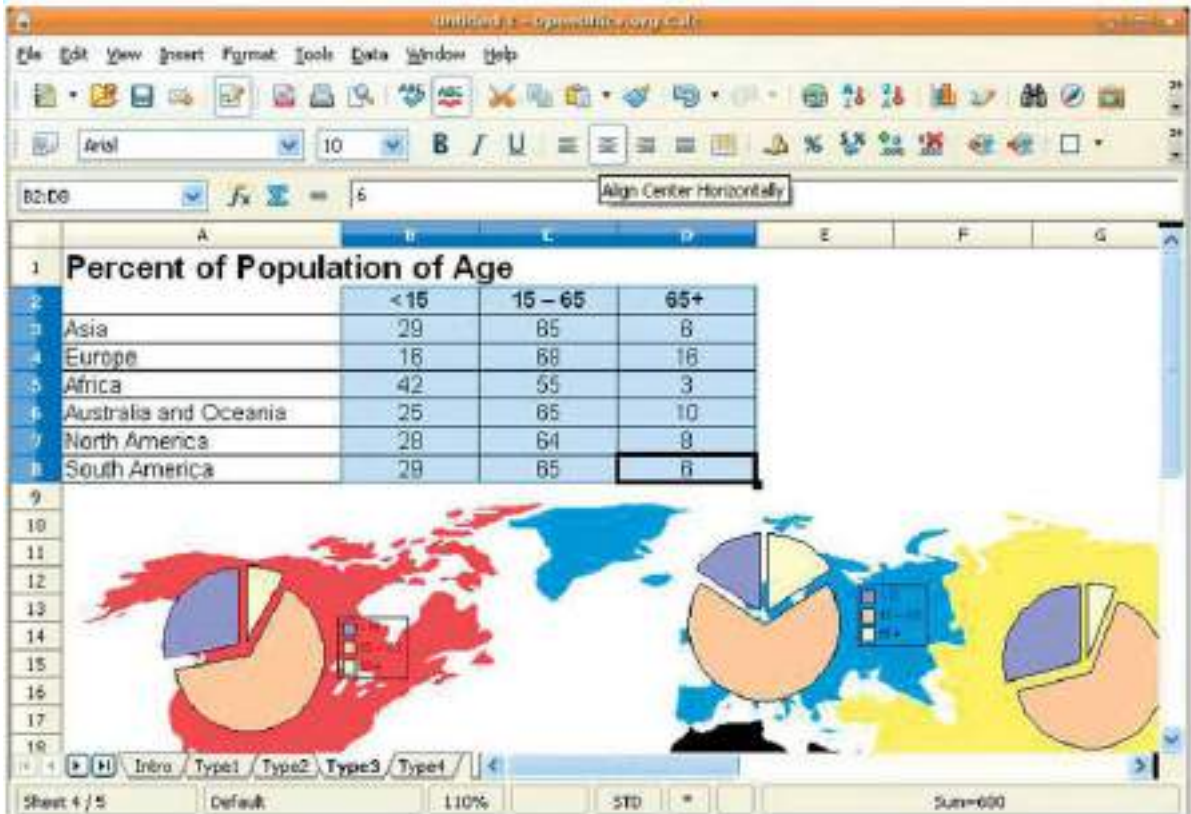 Untitled 1 - OpenOffice.org Calc
File Edit View Insert Format Tools Data Window Help
Arial 10 B I U
B2:D8 6
Align Center Horizontally
A B C D E F G
1 Percent of Population of Age
2 <15 15 – 65 65+
3 Asia 29 65 6
4 Europe 16 68 16
5 Africa 42 55 3
6 Australia and Oceania 25 65 10
7 North America 28 64 8
8 South America 29 65 6
9
10
11
12
13
14
15
16
17
18
Intro Type1 Type2 Type3 Type4
Sheet 4 / 5 Default 110% STD * Sum=600